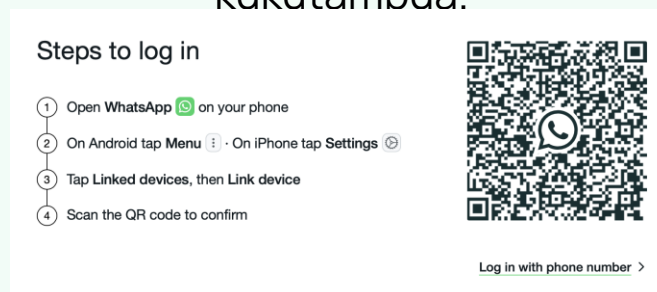 kukutambua.
Steps to log in
1 Open WhatsApp on your phone
2 On Android tap Menu · On iPhone tap Settings
3 Tap Linked devices, then Link device
4 Scan the QR code to confirm
Log in with phone number